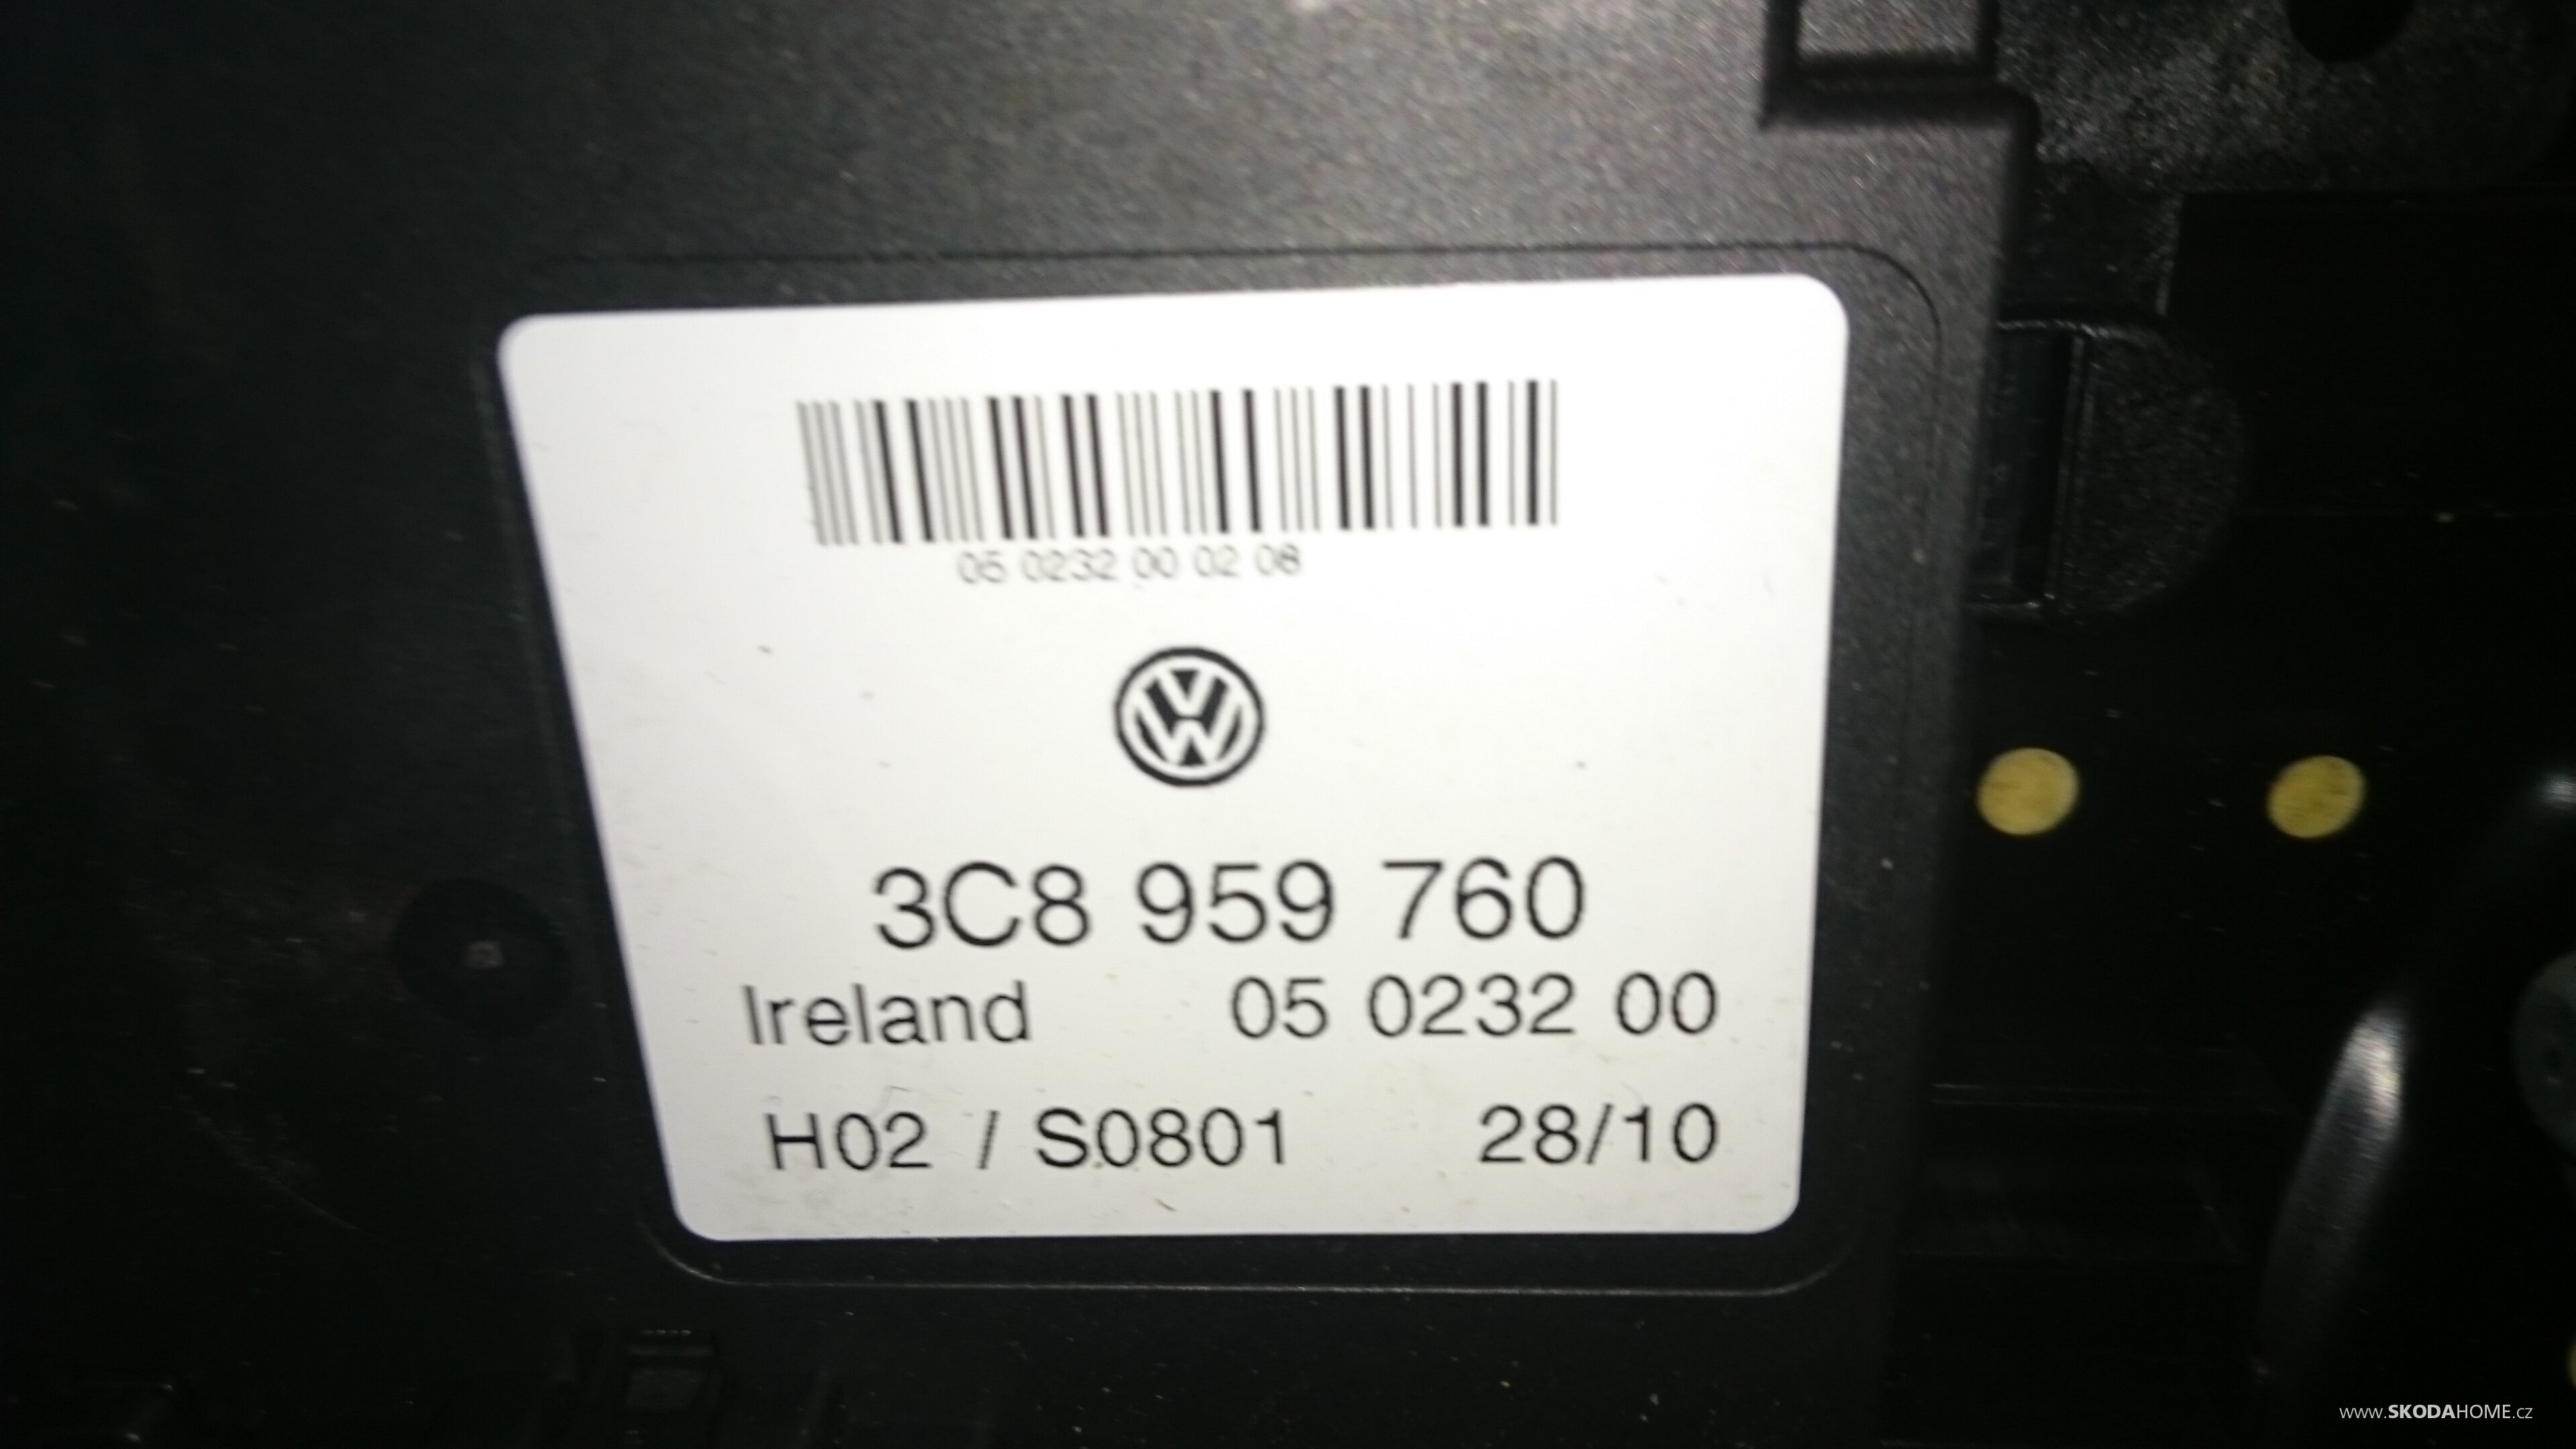 05 0232 00 02 08
3C8 959 760
Ireland 05 0232 00
H02 / S0801 28/10
www.SKODAHOME.cz